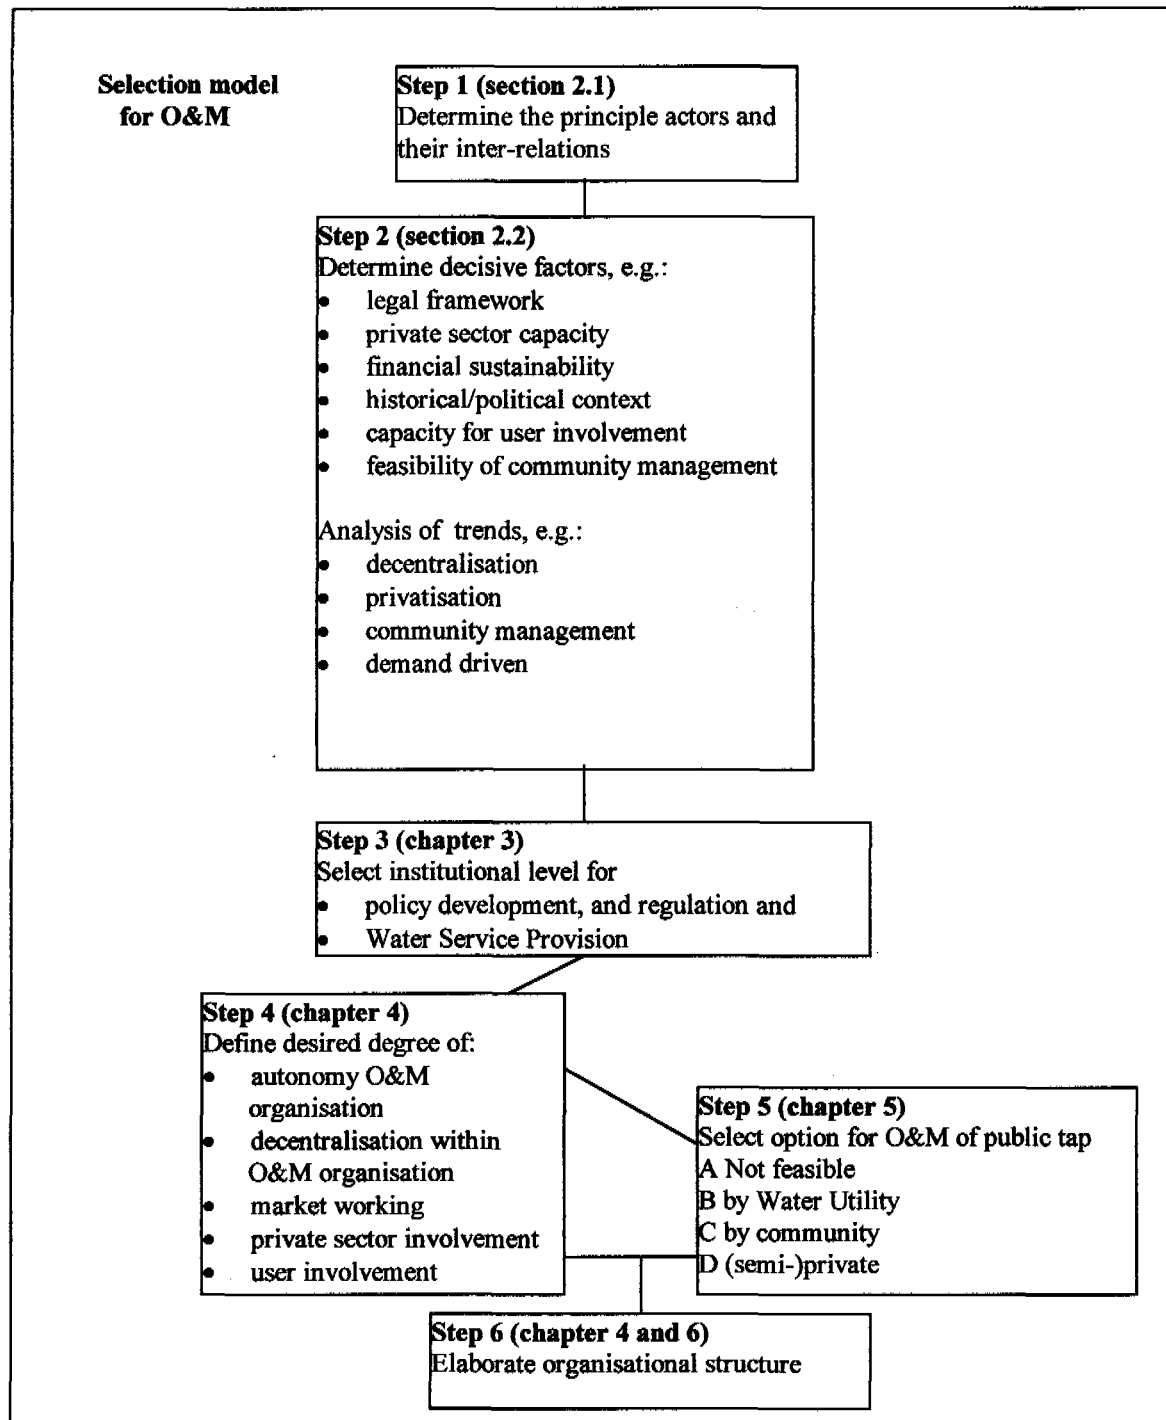 Selection model
for O&M
Step 1 (section 2.1)
Determine the principle actors and
their inter-relations
Step 2 (section 2.2)
Determine decisive factors, e.g.:
• legal framework
• private sector capacity
• financial sustainability
• historical/political context
• capacity for user involvement
• feasibility of community management
Analysis of trends, e.g.:
• decentralisation
• privatisation
• community management
• demand driven
Step 3 (chapter 3)
Select institutional level for
• policy development, and regulation and
• Water Service Provision
Step 4 (chapter 4)
Define desired degree of:
• autonomy O&M
organisation
• decentralisation within
O&M organisation
• market working
• private sector involvement
• user involvement
Step 5 (chapter 5)
Select option for O&M of public tap
A Not feasible
B by Water Utility
C by community
D (semi-)private
Step 6 (chapter 4 and 6)
Elaborate organisational structure